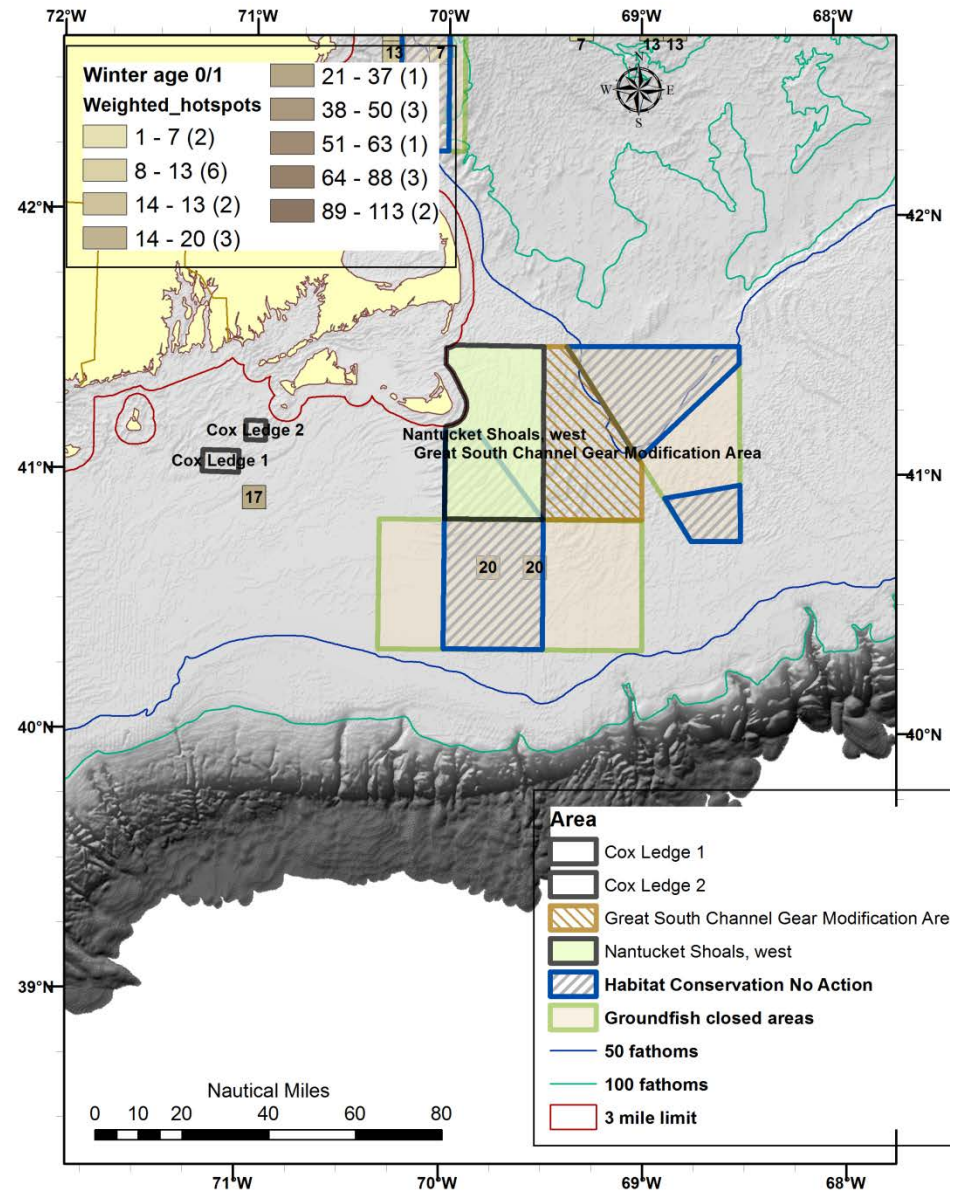 72°W 71°W 70°W 69°W 68°W
13 7 7 13 13
N
W E
S
Winter age 0/1
Weighted_hotspots
1 - 7 (2)
8 - 13 (6)
14 - 13 (2)
14 - 20 (3)
21 - 37 (1)
38 - 50 (3)
51 - 63 (1)
64 - 88 (3)
89 - 113 (2)
42°N 42°N
Cox Ledge 2
Nantucket Shoals, west
Great South Channel Gear Modification Area
Cox Ledge 1
41°N 41°N
17
20 20
40°N 40°N
39°N
Area
Cox Ledge 1
Cox Ledge 2
Great South Channel Gear Modification Are
Nantucket Shoals, west
Habitat Conservation No Action
Groundfish closed areas
50 fathoms
100 fathoms
3 mile limit
Nautical Miles
0 10 20 40 60 80
71°W 70°W 69°W 68°W